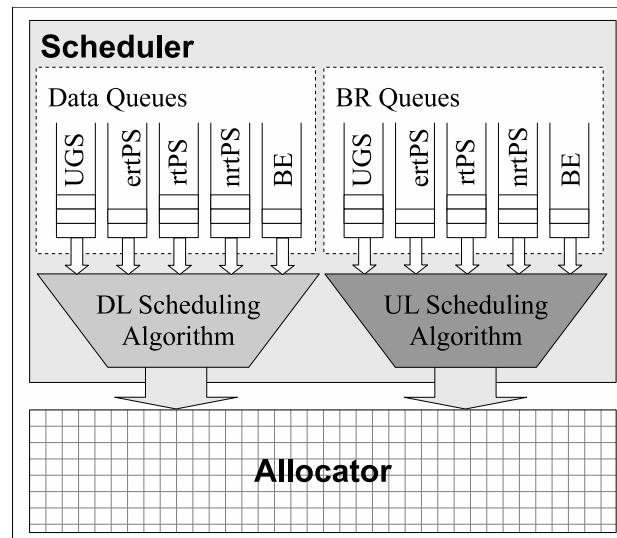 Scheduler
Data Queues
UGS
ertPS
rtPS
nrtPS
BE
BR Queues
UGS
ertPS
rtPS
nrtPS
BE
DL Scheduling
Algorithm
UL Scheduling
Algorithm
Allocator